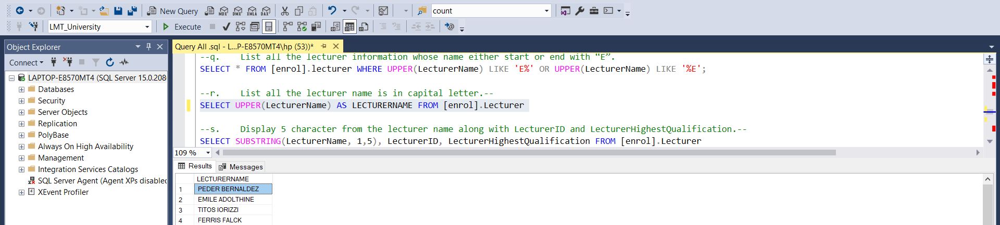 New Query MDX DMX XMLA DAX count
LMT_University Execute
Object Explorer
Connect
LAPTOP-E8570MT4 (SQL Server 15.0.208
Databases
Security
Server Objects
Replication
PolyBase
Always On High Availability
Management
Integration Services Catalogs
SQL Server Agent (Agent XPs disablec
XEvent Profiler
Query All .sql - L...P-E8570MT4\hp (53))*
--q. List all the lecturer information whose name either start or end with “E”.
SELECT * FROM [enrol].lecturer WHERE UPPER(LecturerName) LIKE 'E%' OR UPPER(LecturerName) LIKE '%E';
--r. List all the lecturer name is in capital letter.--
SELECT UPPER(LecturerName) AS LECTURERNAME FROM [enrol].Lecturer
--s. Display 5 character from the lecturer name along with LecturerID and LecturerHighestQualification.--
SELECT SUBSTRING(LecturerName, 1,5), LecturerID, LecturerHighestQualification FROM [enrol].Lecturer
109 %
Results Messages
LECTURERNAME
1 PEDER BERNALDEZ
2 EMILE ADOLTHINE
3 TITOS IORIZZI
4 FERRIS FALCK